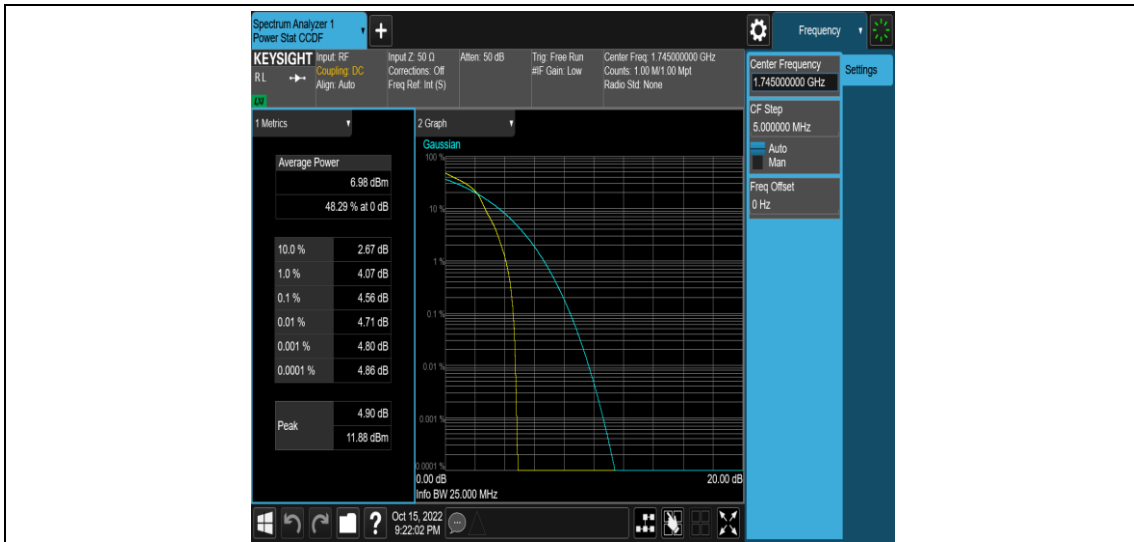 Spectrum Analyzer 1
Power Stat CCDF
+
Frequency
KEYSIGHT
RL
LXI
Input: RF
Coupling: DC
Align: Auto
Input Z: 50 Ω
Corrections: Off
Freq Ref: Int (S)
Atten: 50 dB
Trig: Free Run
#IF Gain: Low
Center Freq: 1.745000000 GHz
Counts: 1.00 M/1.00 Mpt
Radio Std: None
Center Frequency
1.745000000 GHz
Settings
CF Step
5.000000 MHz
Auto
Man
Freq Offset
0 Hz
1 Metrics
Average Power
6.98 dBm
48.29 % at 0 dB
10.0 % 2.67 dB
1.0 % 4.07 dB
0.1 % 4.56 dB
0.01 % 4.71 dB
0.001 % 4.80 dB
0.0001 % 4.86 dB
Peak
4.90 dB
11.88 dBm
2 Graph
Gaussian
100 %
10 %
1 %
0.1 %
0.01 %
0.001 %
0.0001 %
0.00 dB 20.00 dB
Info BW 25.000 MHz
?
Oct 15, 2022
9:22:02 PM